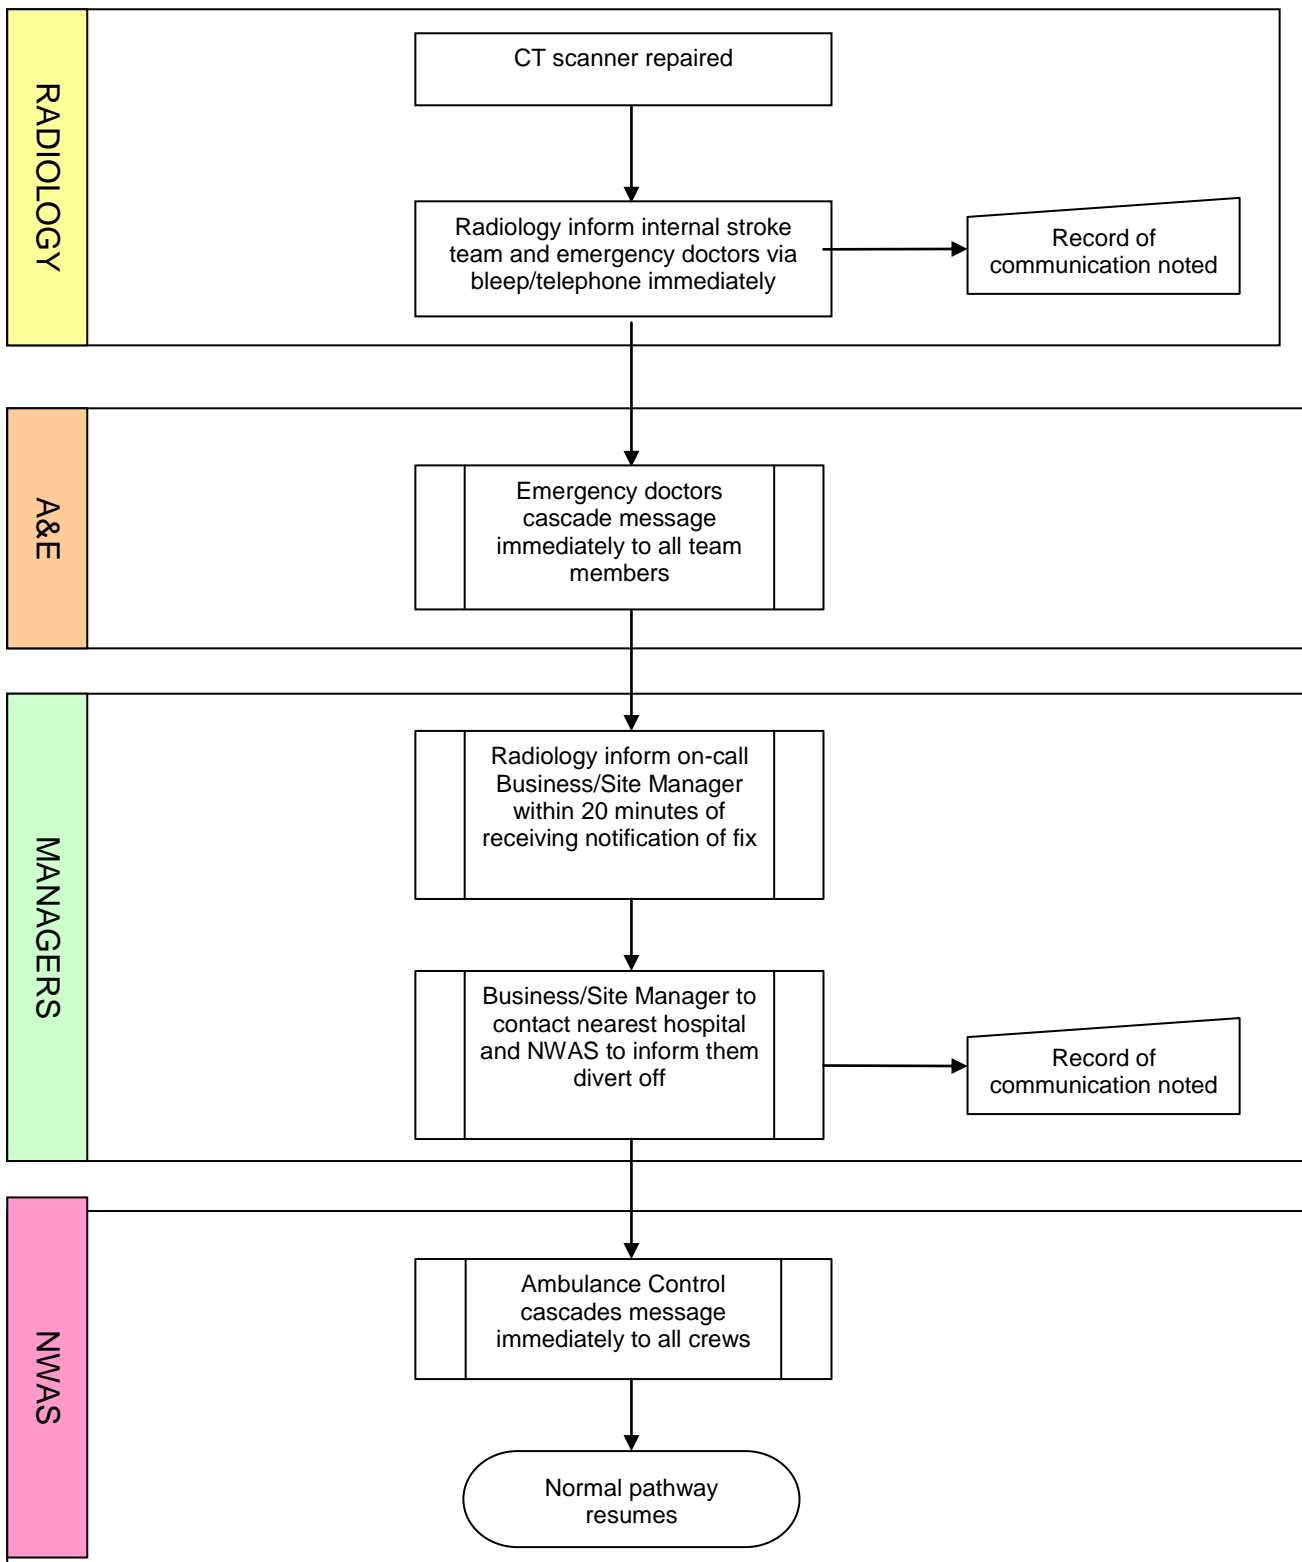 RADIOLOGY
CT scanner repaired
Radiology inform internal stroke
team and emergency doctors via
bleep/telephone immediately
Record of
communication noted
A&E
Emergency doctors
cascade message
immediately to all team
members
MANAGERS
Radiology inform on-call
Business/Site Manager
within 20 minutes of
receiving notification of fix
Business/Site Manager to
contact nearest hospital
and NWAS to inform them
divert off
Record of
communication noted
NWAS
Ambulance Control
cascades message
immediately to all crews
Normal pathway
resumes